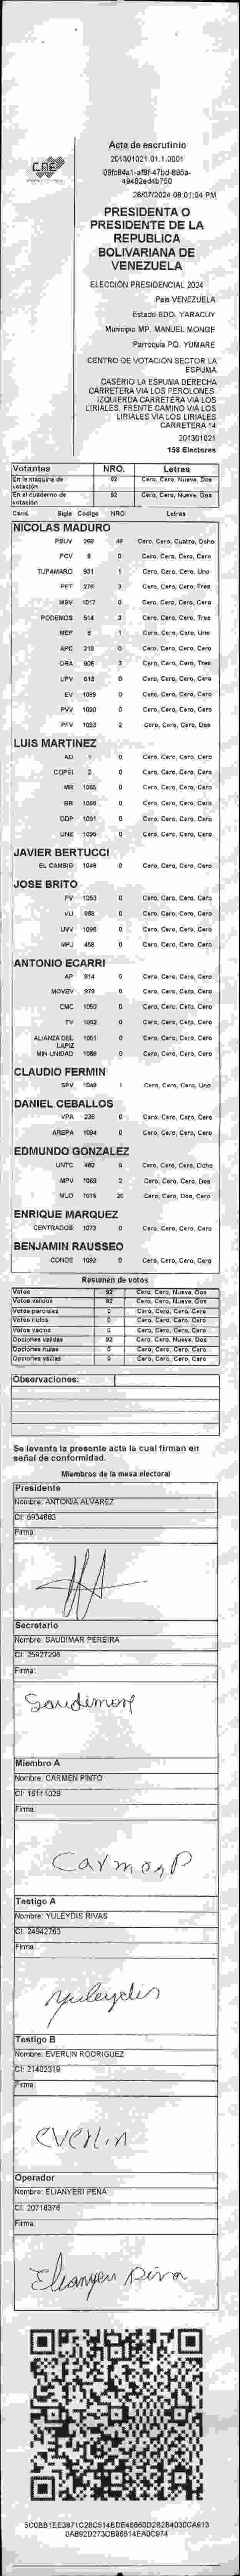 Acta de escrutinio
201301021.01.1.0001
28/07/2024 08:01:04 PM
CNE
PRESIDENTA O
PRESIDENTE DE LA
REPUBLICA
BOLIVARIANA DE
VENEZUELA
ELECCIÓN PRESIDENCIAL 2024
Pais VENEZUELA
Estado EDO. YARACUY
Municipio MP. MANUEL MONGE
Parroquia PQ. YUMARE
CENTRO DE VOTACION SECTOR LA
ESPUMA
CASERIO LA ESPUMA DERECHA
CARRETERA VIA LOS PEROLONES.
IZQUIERDA CARRETERA VIA LOS
LIRIALES. FRENTE CAMINO VIA LOS
LIRIALES VIA LOS LIRIALES
CARRETERA 14
201301021
158 Electores
Votantes NRO. Letras
En la máquina de votación 92 Cero, Cero, Nueve, Dos
En el cuaderno de votación 92 Cero, Cero, Nueve, Dos
Cand. Sigla Codigo NRO. Letras
NICOLAS MADURO
PSUV 268 48 Cero, Cero, Cuatro, Ocho
PCV 9 0 Cero, Cero, Cero, Cero
TUPAMARO 931 1 Cero, Cero, Cero, Uno
PPT 276 3 Cero, Cero, Cero, Tres
MSV 1017 0 Cero, Cero, Cero, Cero
PODEMOS 514 3 Cero, Cero, Cero, Tres
MEP 8 1 Cero, Cero, Cero, Uno
APC 218 0 Cero, Cero, Cero, Cero
ORA 906 3 Cero, Cero, Cero, Tres
UPV 613 0 Cero, Cero, Cero, Cero
EV 1089 0 Cero, Cero, Cero, Cero
PVV 1090 0 Cero, Cero, Cero, Cero
PFV 1093 2 Cero, Cero, Cero, Dos
LUIS MARTINEZ
AD 1 0 Cero, Cero, Cero, Cero
COPEI 2 0 Cero, Cero, Cero, Cero
MR 1065 0 Cero, Cero, Cero, Cero
BR 1056 0 Cero, Cero, Cero, Cero
DDP 1091 0 Cero, Cero, Cero, Cero
UNE 1095 0 Cero, Cero, Cero, Cero
JAVIER BERTUCCI
EL CAMBIO 1048 0 Cero, Cero, Cero, Cero
JOSE BRITO
PV 1053 0 Cero, Cero, Cero, Cero
VU 968 0 Cero, Cero, Cero, Cero
UVV 1096 0 Cero, Cero, Cero, Cero
MPJ 458 0 Cero, Cero, Cero, Cero
ANTONIO ECARRI
AP 914 0 Cero, Cero, Cero, Cero
MOVEV 979 0 Cero, Cero, Cero, Cero
CMC 1050 0 Cero, Cero, Cero, Cero
FV 1062 0 Cero, Cero, Cero, Cero
ALIANZA DEL LAPIZ 1051 0 Cero, Cero, Cero, Cero
MIN UNIDAD 1088 0 Cero, Cero, Cero, Cero
CLAUDIO FERMIN
SPV 1049 1 Cero, Cero, Cero, Uno
DANIEL CEBALLOS
VPA 236 0 Cero, Cero, Cero, Cero
AREPA 1094 0 Cero, Cero, Cero, Cero
EDMUNDO GONZALEZ
UNTC 482 8 Cero, Cero, Cero, Ocho
MPV 1069 2 Cero, Cero, Cero, Dos
MUD 1075 20 Cero, Cero, Dos, Cero
ENRIQUE MARQUEZ
CENTRADOS 1073 0 Cero, Cero, Cero, Cero
BENJAMIN RAUSSEO
CONDE 1092 0 Cero, Cero, Cero, Cero
Resumen de votos
Votos 92 Cero, Cero, Nueve, Dos
Votos validos 92 Cero, Cero, Nueve, Dos
Votos parciales 0 Cero, Cero, Cero, Cero
Votos nulos 0 Cero, Cero, Cero, Cero
Votos vacios 0 Cero, Cero, Cero, Cero
Opciones validas 92 Cero, Cero, Nueve, Dos
Opciones nulas 0 Cero, Cero, Cero, Cero
Opciones vacias 0 Cero, Cero, Cero, Cero
Observaciones:
Se levanta la presente acta la cual firman en
señal de conformidad.
Miembros de la mesa electoral
Presidente
Nombre: ANTONIA ALVAREZ
CI: 5934863
Firma:
Secretario
Nombre: SAUDIMAR PEREIRA
CI: 25927296
Firma:
Saudimar
Miembro A
Nombre: CARMEN PINTO
CI: 16111029
Firma:
Carmen P
Testigo A
Nombre: YULEYDIS RIVAS
CI: 24942763
Firma:
Yuleydis
Testigo B
Nombre: EVERLIN RODRIGUEZ
CI: 21402319
Firma:
Everlin
Operador
Nombre: ELIANYERI PENA
CI: 20718376
Firma: